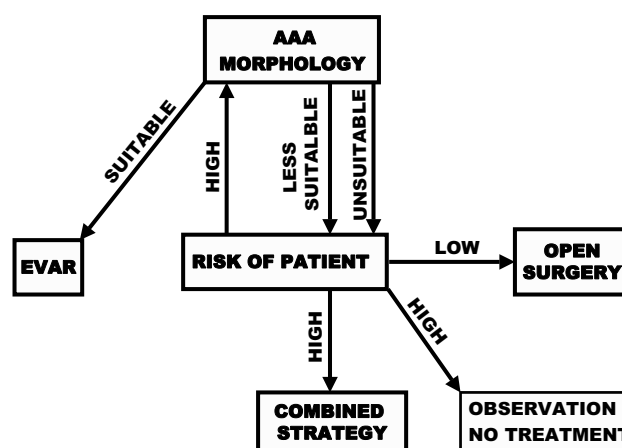 AAA
MORPHOLOGY
SUITABLE
HIGH
LESS
SUITALBLE
UNSUITABLE
EVAR
RISK OF PATIENT
LOW
OPEN
SURGERY
HIGH
HIGH
COMBINED
STRATEGY
OBSERVATION
NO TREATMENT